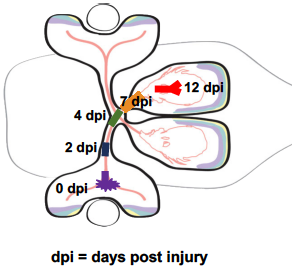 12 dpi
7 dpi
4 dpi
2 dpi
0 dpi
dpi = days post injury